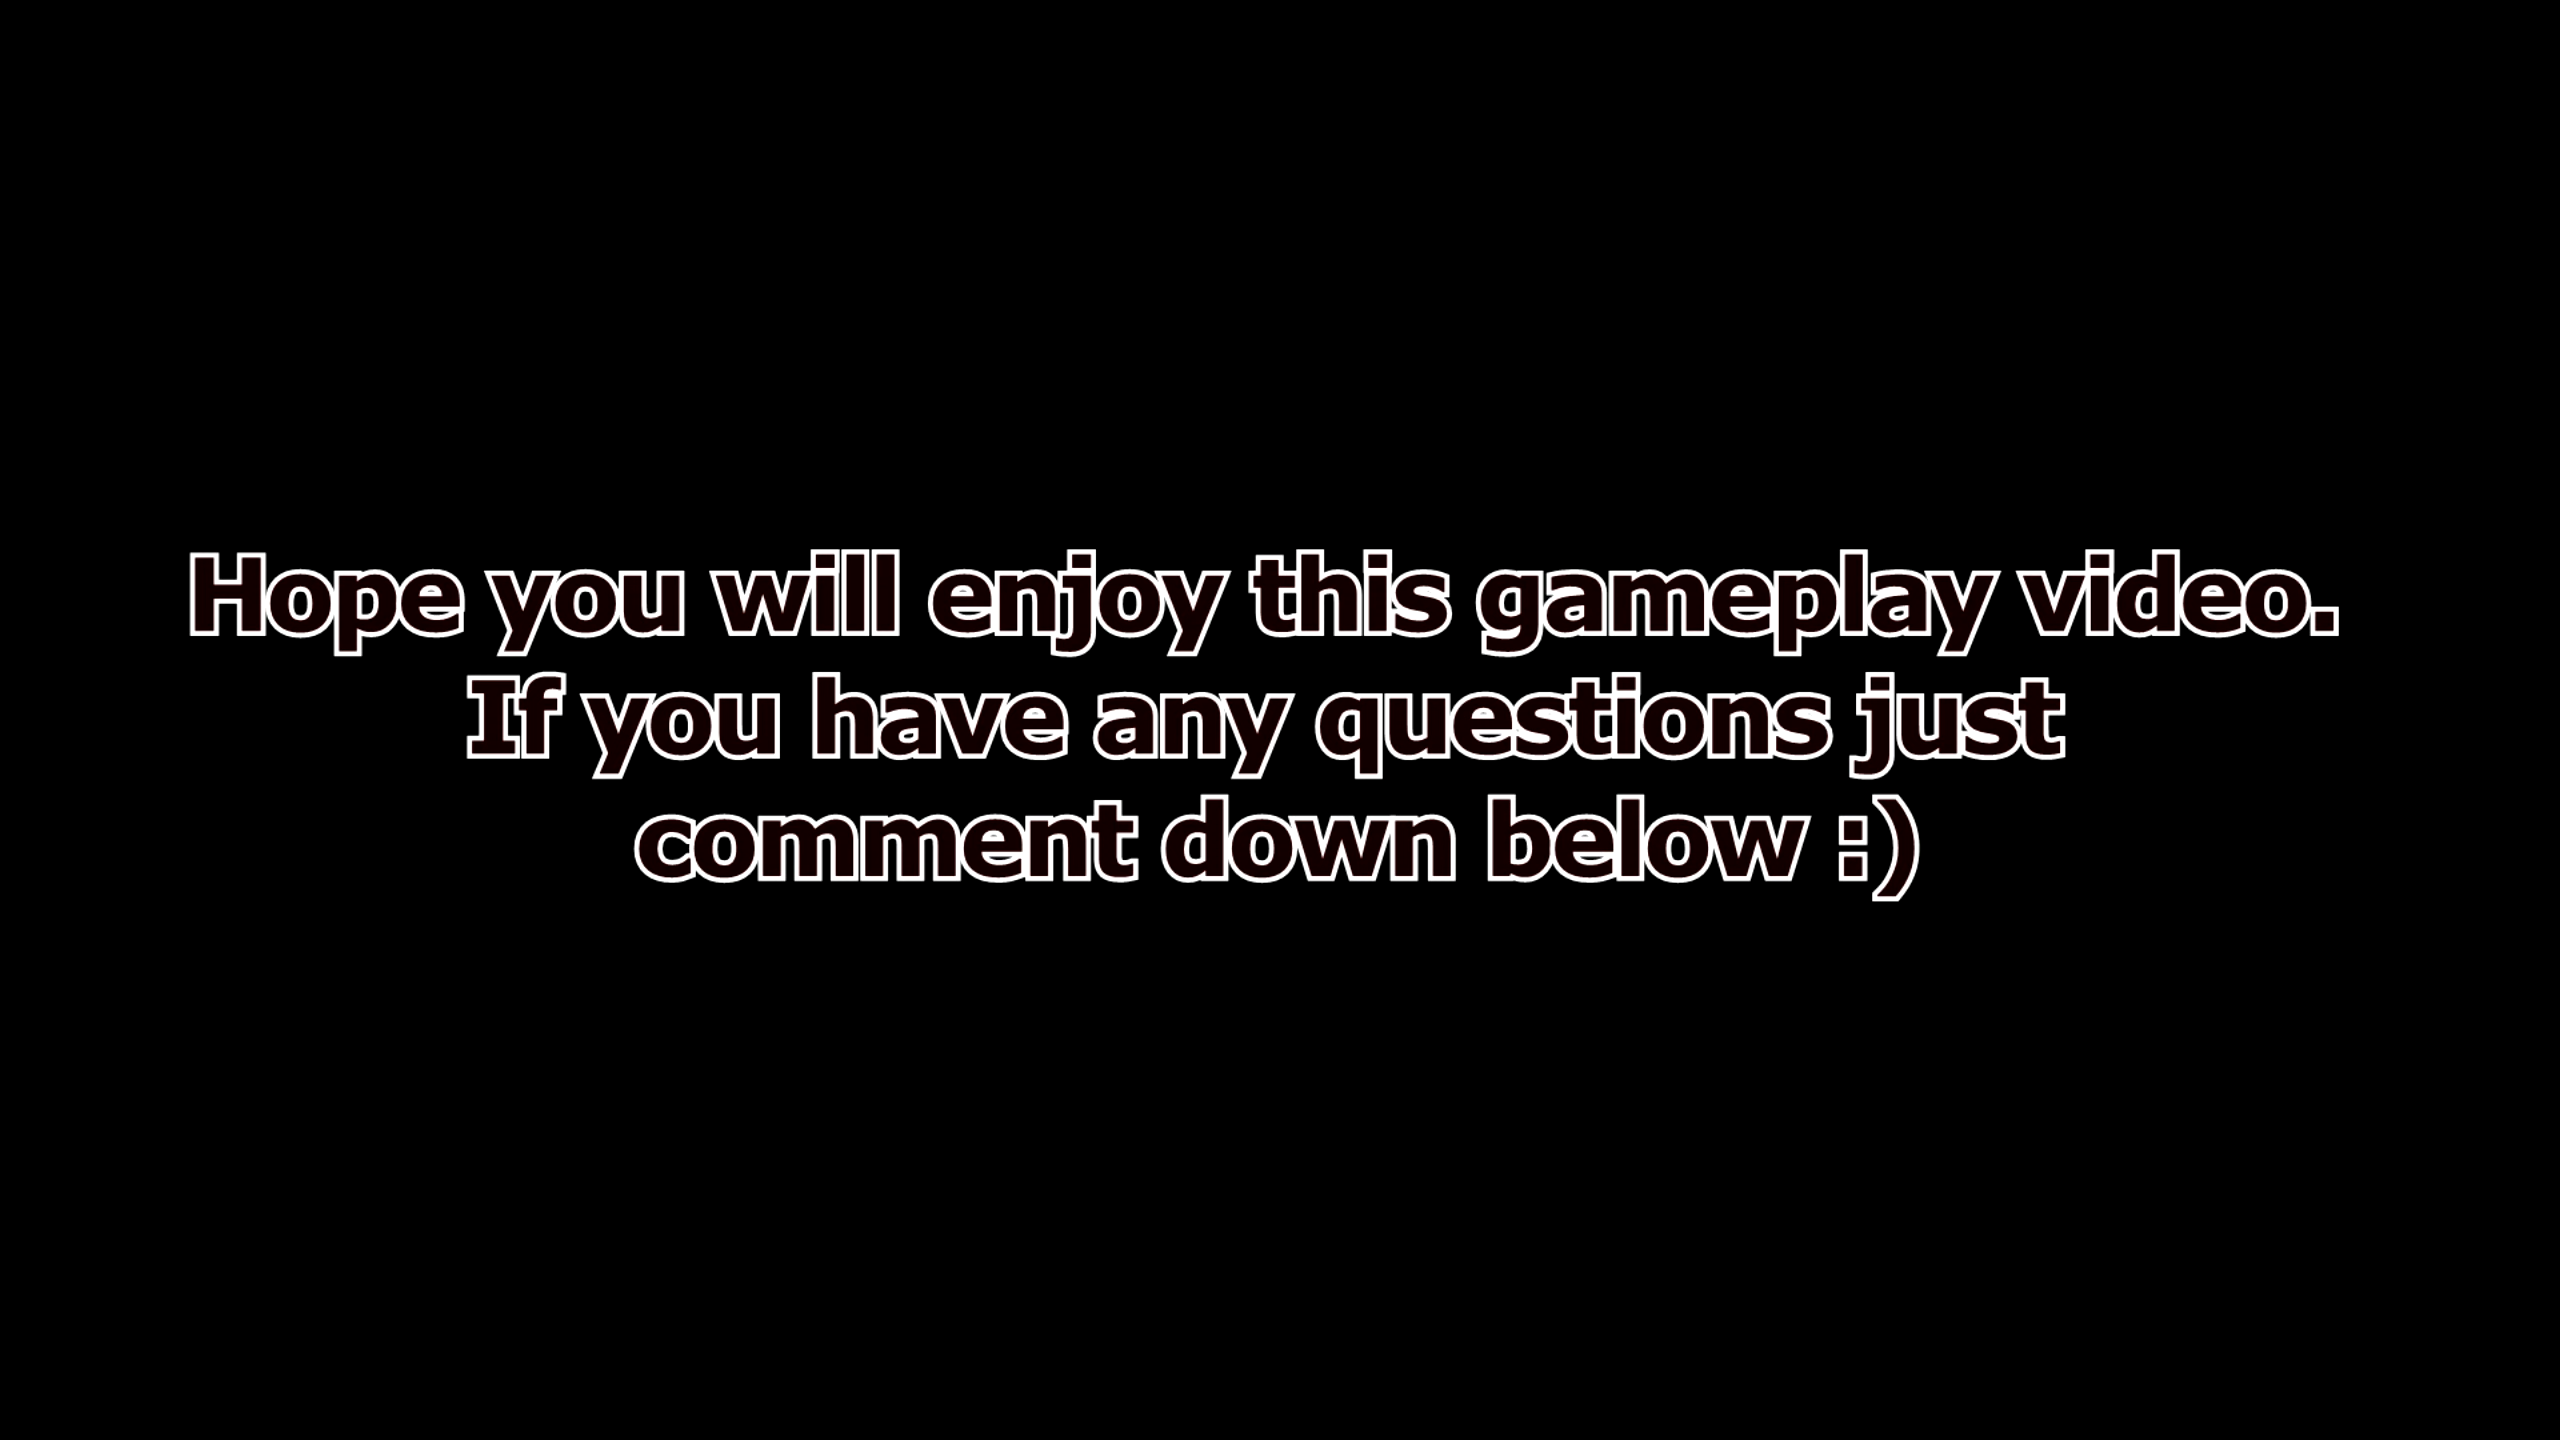 Hope you will enjoy this gameplay video.
If you have any questions just
comment down below :)